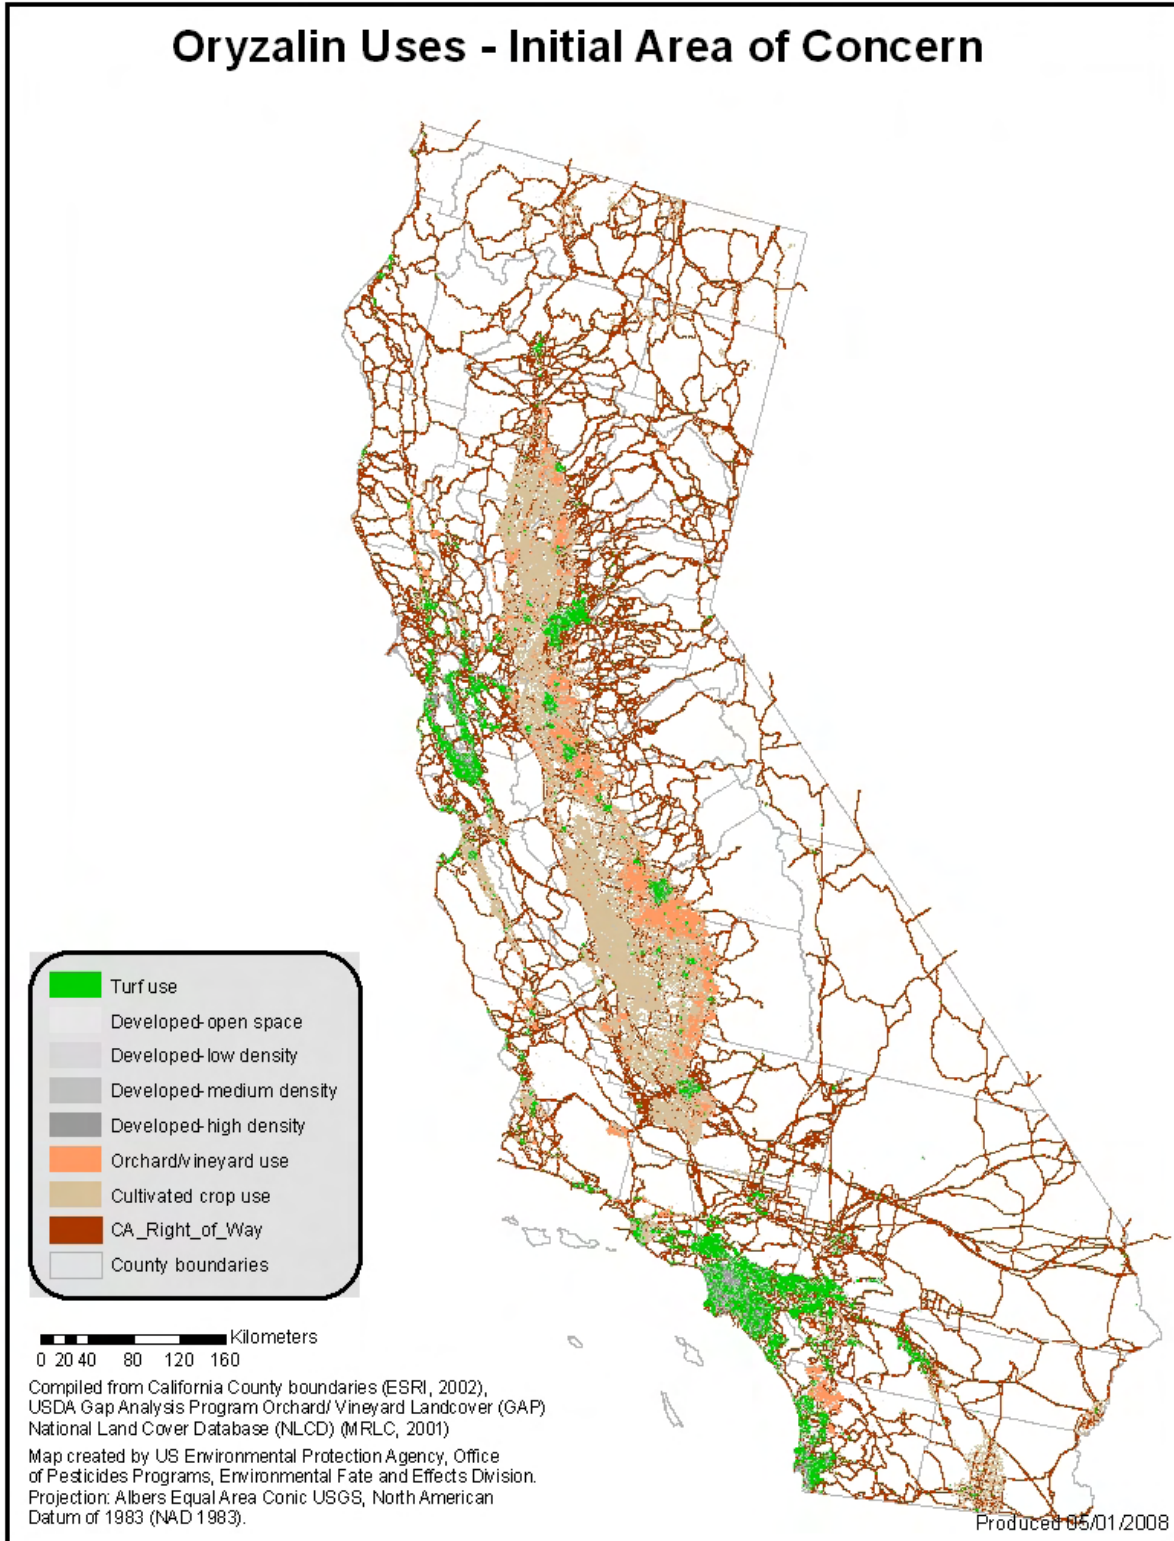 Oryzalin Uses - Initial Area of Concern
Turf use
Developed-open space
Developed-low density
Developed-medium density
Developed-high density
Orchard/vineyard use
Cultivated crop use
CA_Right_of_Way
County boundaries
Kilometers
0 20 40 80 120 160
Compiled from California County boundaries (ESRI, 2002),
USDA Gap Analysis Program Orchard/ Vineyard Landcover (GAP)
National Land Cover Database (NLCD) (MRLC, 2001)
Map created by US Environmental Protection Agency, Office
of Pesticides Programs, Environmental Fate and Effects Division.
Projection: Albers Equal Area Conic USGS, North American
Datum of 1983 (NAD 1983).
Produced 05/01/2008